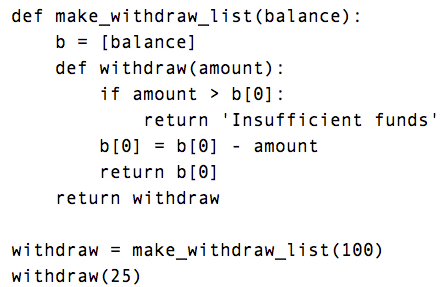 def make_withdraw_list(balance):
    b = [balance]
    def withdraw(amount):
        if amount > b[0]:
            return 'Insufficient funds'
        b[0] = b[0] - amount
        return b[0]
    return withdraw

withdraw = make_withdraw_list(100)
withdraw(25)